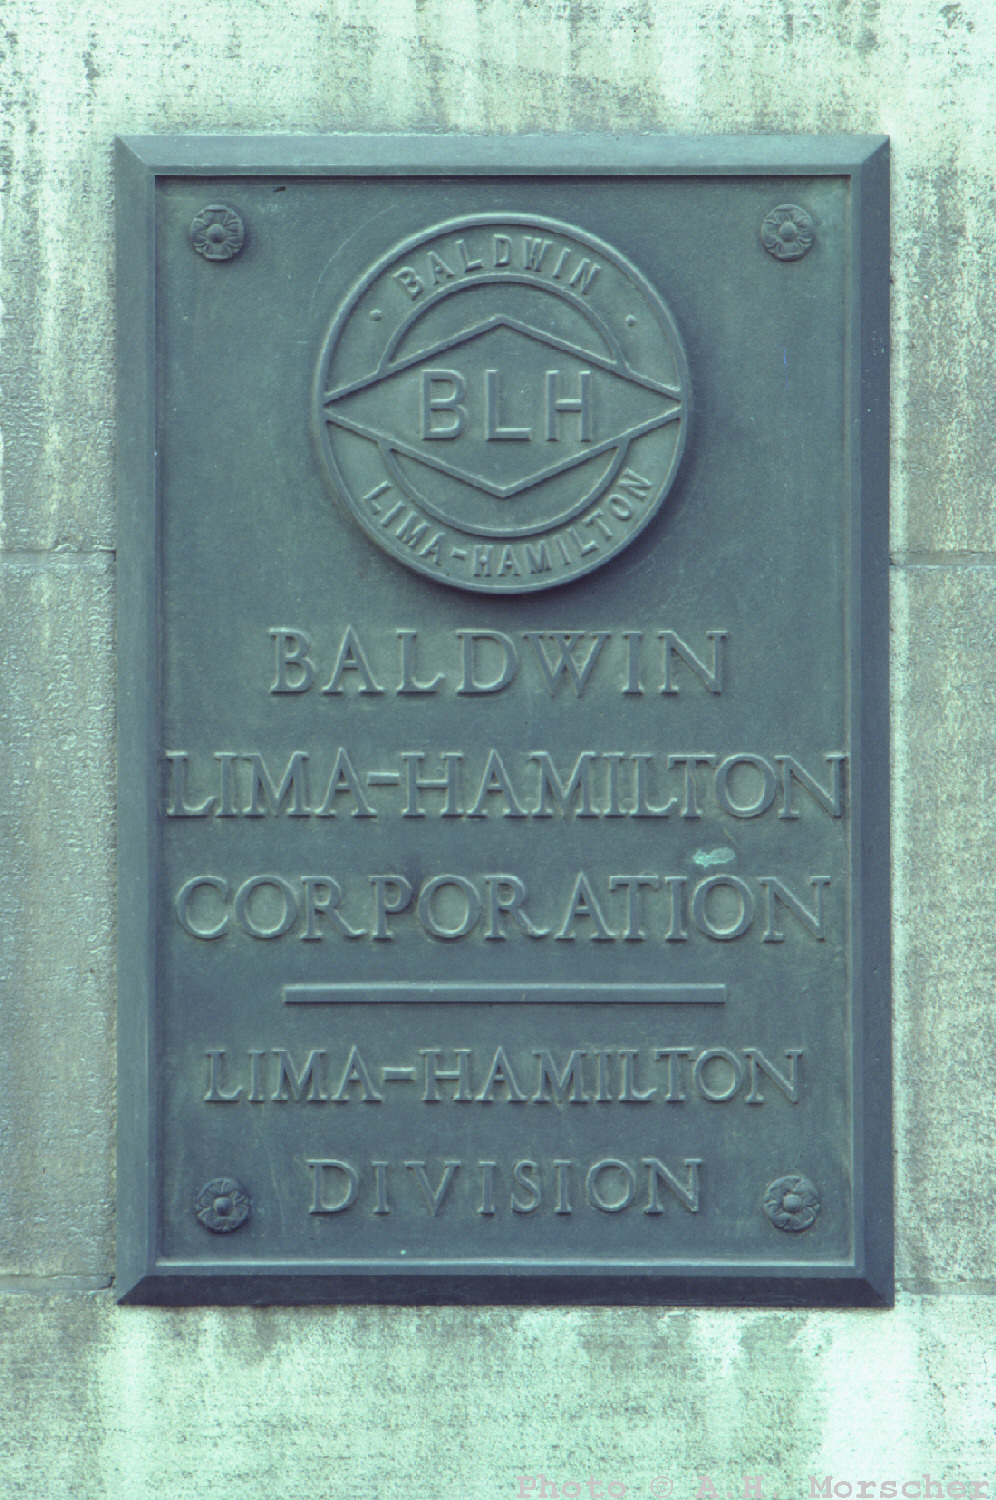 · BALDWIN ·
BLH
LIMA-HAMILTON
BALDWIN
LIMA-HAMILTON
CORPORATION
LIMA-HAMILTON
DIVISION
Photo © A.H. Morscher